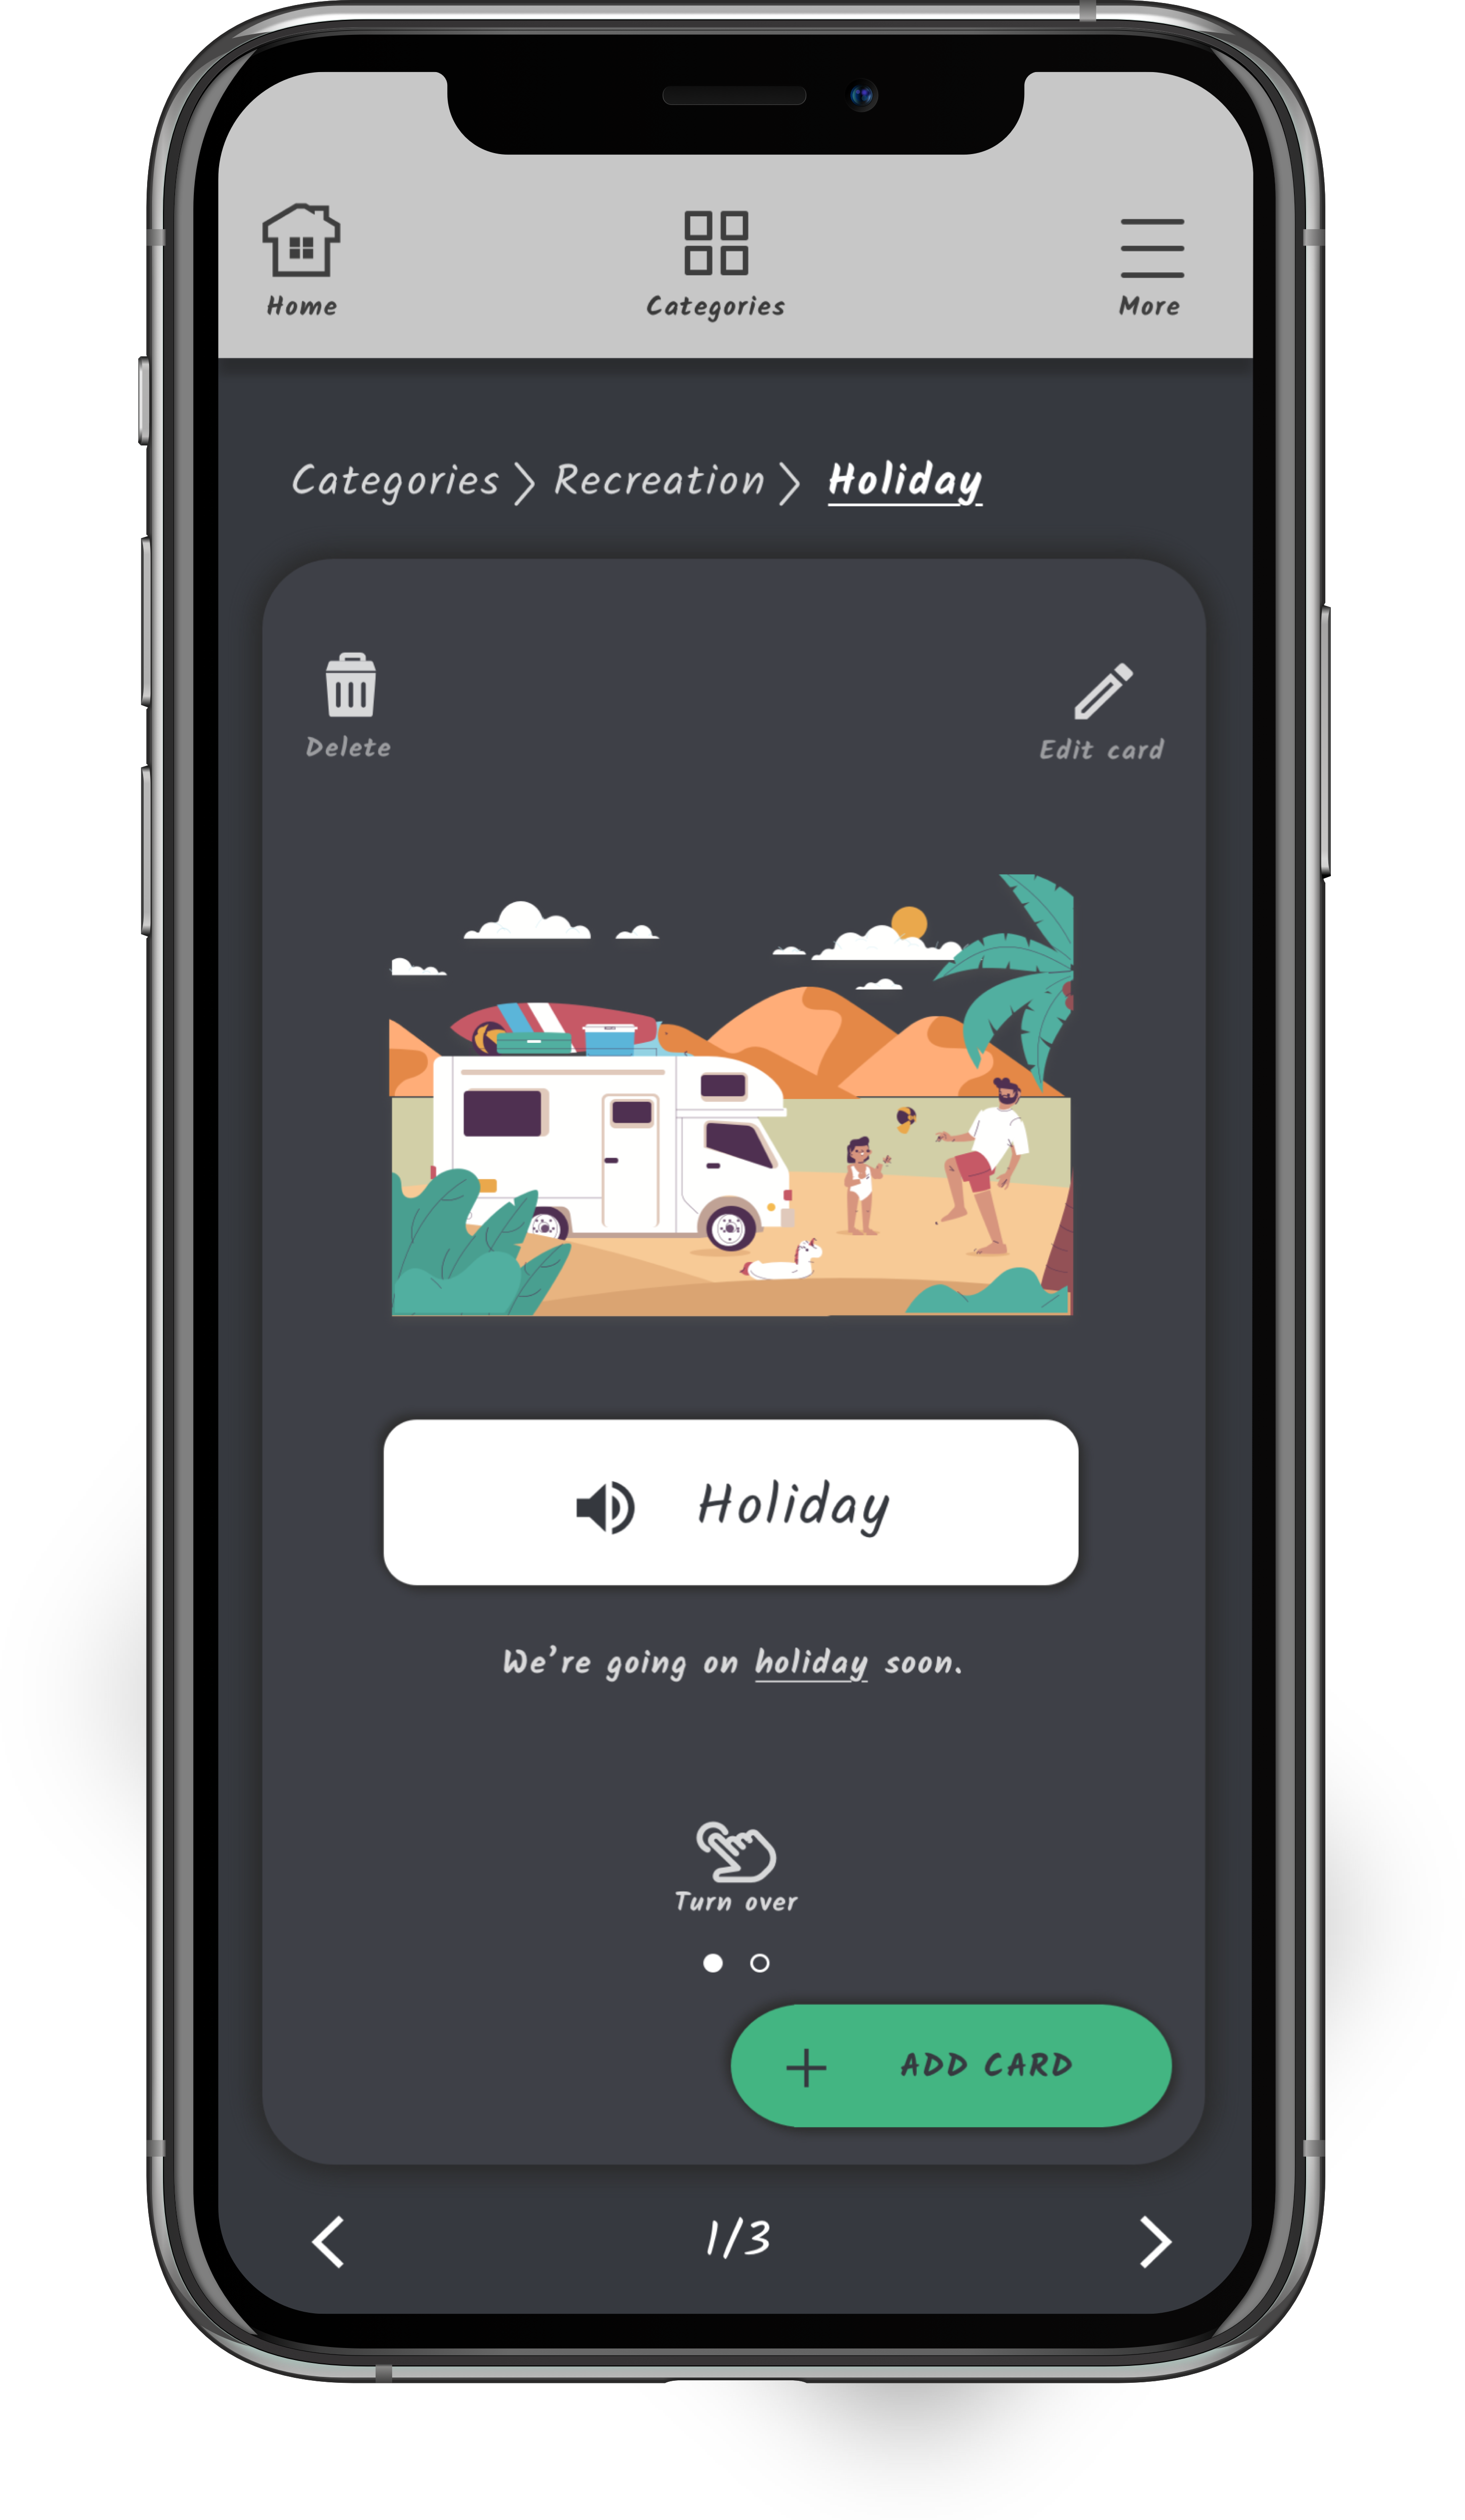 Home Categories More
Categories > Recreation > Holiday
Delete Edit card
Holiday
We're going on holiday soon.
Turn over
+ ADD CARD
1/3